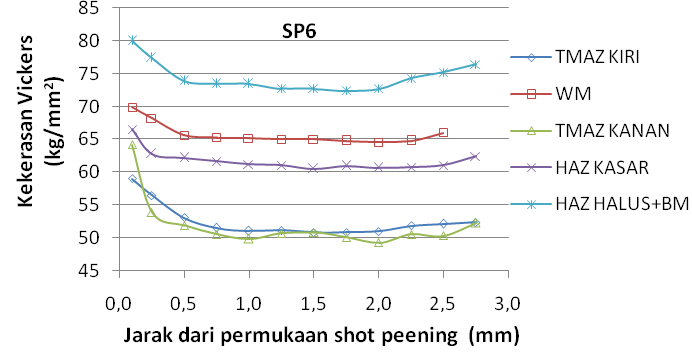 SP6
Kekerasan Vickers
(kg/mm²)
85
80
75
70
65
60
55
50
45
0,0 0,5 1,0 1,5 2,0 2,5 3,0
Jarak dari permukaan shot peening (mm)
TMAZ KIRI
WM
TMAZ KANAN
HAZ KASAR
HAZ HALUS+BM